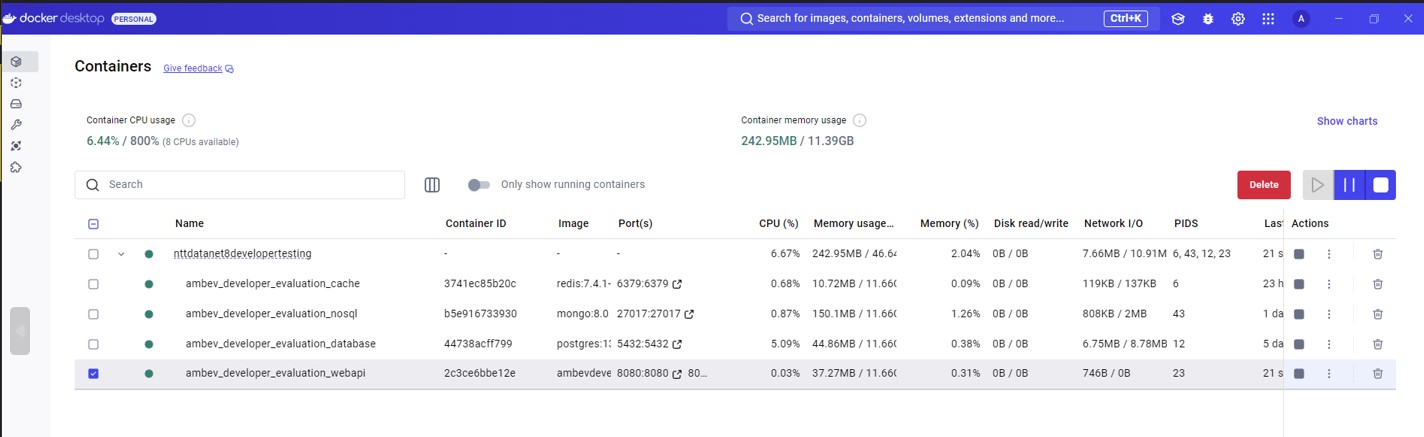 docker desktop PERSONAL Search for images, containers, volumes, extensions and more... Ctrl+K A
Containers Give feedback
Container CPU usage Container memory usage Show charts
6.44% / 800% (8 CPUs available) 242.95MB / 11.39GB
Search Only show running containers Delete
Name Container ID Image Port(s) CPU (%) Memory usage... Memory (%) Disk read/write Network I/O PIDS Last Actions
nttdatanet8developertesting - - - 6.67% 242.95MB / 46.64 2.04% 0B / 0B 7.66MB / 10.91M 6, 43, 12, 23 21 s
ambev_developer_evaluation_cache 3741ec85b20c redis:7.4.1- 6379:6379 0.68% 10.72MB / 11.66 0.09% 0B / 0B 119KB / 137KB 6 23 h
ambev_developer_evaluation_nosql b5e916733930 mongo:8.0 27017:27017 0.87% 150.1MB / 11.66 1.26% 0B / 0B 808KB / 2MB 43 1 da
ambev_developer_evaluation_database 44738acff799 postgres:13 5432:5432 5.09% 44.86MB / 11.66 0.38% 0B / 0B 6.75MB / 8.78MB 12 5 da
ambev_developer_evaluation_webapi 2c3ce6bbe12e ambevdeve 8080:8080 80... 0.03% 37.27MB / 11.66 0.31% 0B / 0B 746B / 0B 23 21 s